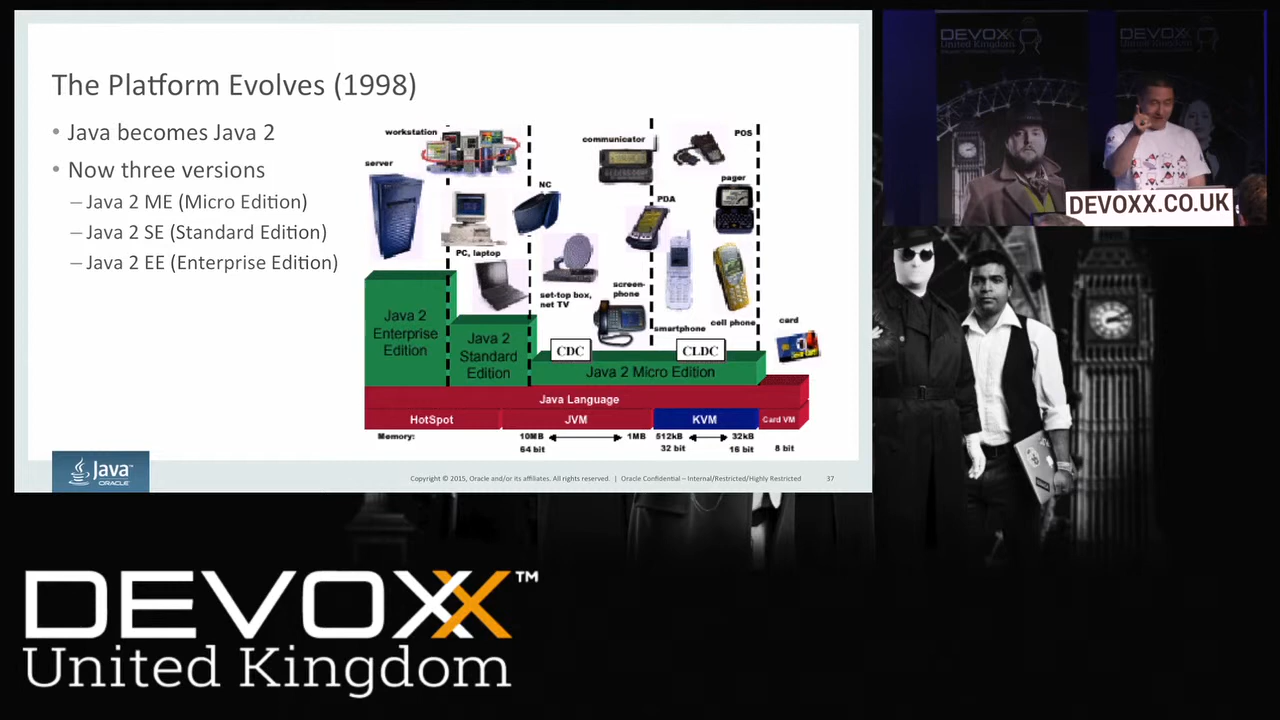 The Platform Evolves (1998)
• Java becomes Java 2
• Now three versions
– Java 2 ME (Micro Edition)
– Java 2 SE (Standard Edition)
– Java 2 EE (Enterprise Edition)
workstation
server
communicator
POS
NC
pager
PDA
PC, laptop
set-top box,
net TV
screen-
phone
smartphone
cell phone
card
Java 2
Enterprise
Edition
Java 2
Standard
Edition
CDC
CLDC
Java 2 Micro Edition
Java Language
HotSpot
JVM
KVM
Card VM
Memory:
10MB
1MB
512kB
32kB
64 bit
32 bit
16 bit
8 bit
Java™
ORACLE
Copyright © 2015, Oracle and/or its affiliates. All rights reserved. | Oracle Confidential – Internal/Restricted/Highly Restricted
37
DEVOXX
United Kingdom
DEVOXX
United Kingdom
DEVOXX.CO.UK
DEVOXX™
United Kingdom